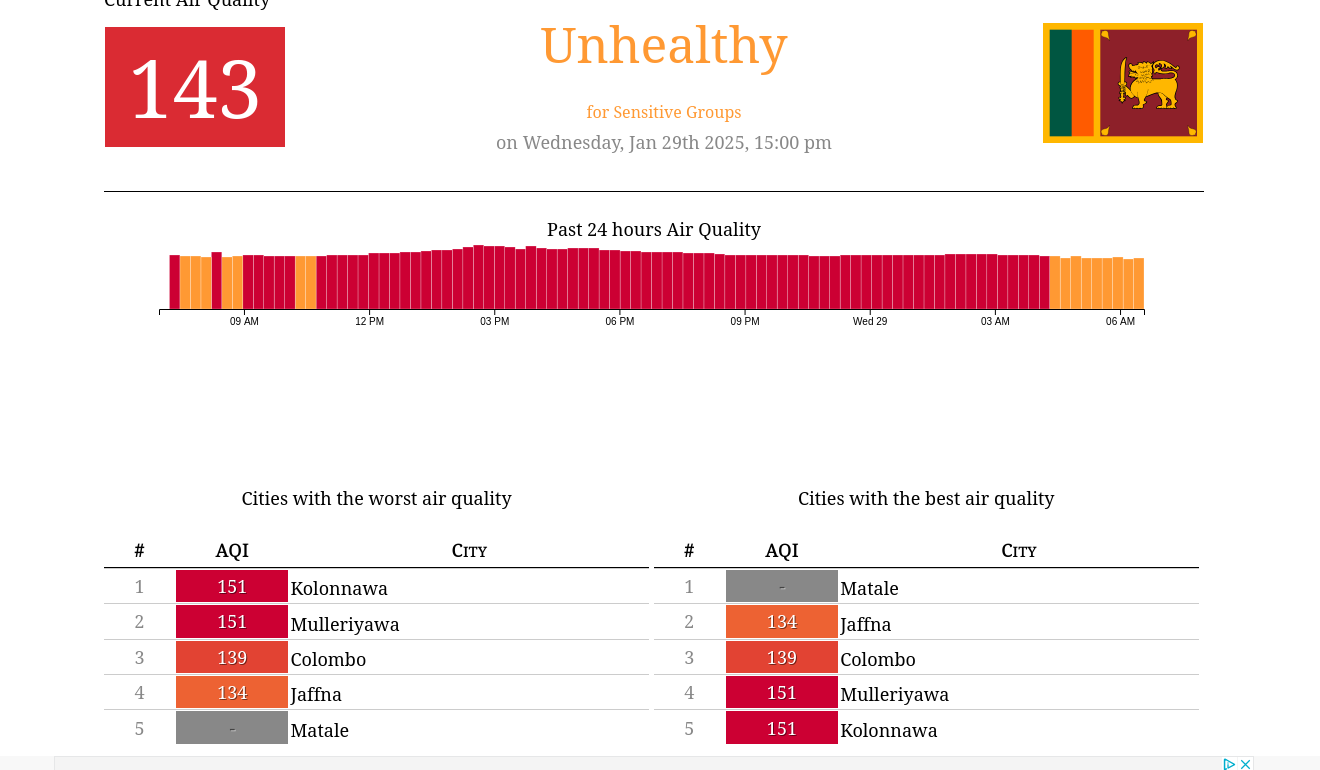 Current Air Quality
143
Unhealthy
for Sensitive Groups
on Wednesday, Jan 29th 2025, 15:00 pm
Past 24 hours Air Quality
09 AM 12 PM 03 PM 06 PM 09 PM Wed 29 03 AM 06 AM
Cities with the worst air quality
# AQI City
1 151 Kolonnawa
2 151 Mulleriyawa
3 139 Colombo
4 134 Jaffna
5 - Matale
Cities with the best air quality
# AQI City
1 - Matale
2 134 Jaffna
3 139 Colombo
4 151 Mulleriyawa
5 151 Kolonnawa